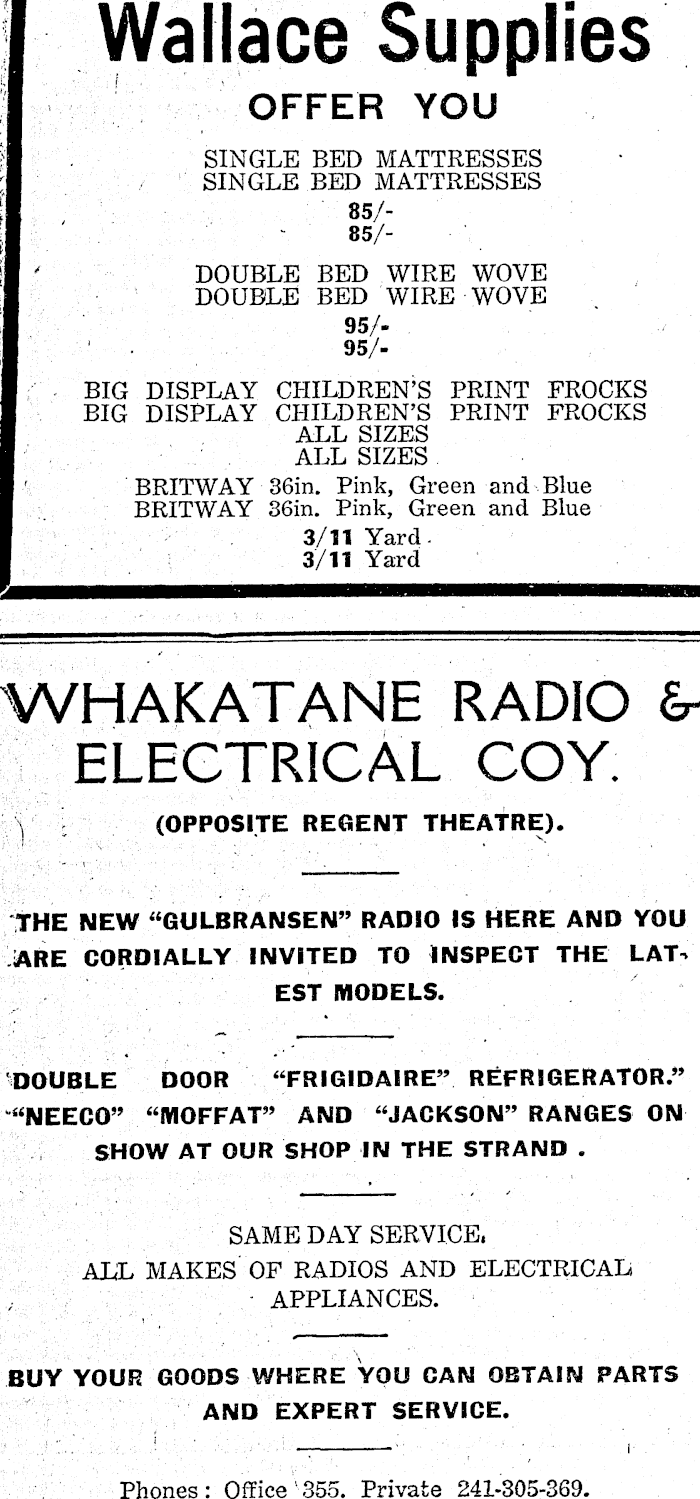 Wallace Supplies
OFFER YOU
SINGLE BED MATTRESSES
SINGLE BED MATTRESSES
85/-
85/-
DOUBLE BED WIRE WOVE
DOUBLE BED WIRE WOVE
95/-
95/-
BIG DISPLAY CHILDREN'S PRINT FROCKS
BIG DISPLAY CHILDREN'S PRINT FROCKS
ALL SIZES
ALL SIZES
BRITWAY 36in. Pink, Green and Blue
BRITWAY 36in. Pink, Green and Blue
3/11 Yard
3/11 Yard
WHAKATANE RADIO &
ELECTRICAL COY.
(OPPOSITE REGENT THEATRE).
THE NEW "GULBRANSEN" RADIO IS HERE AND YOU
ARE CORDIALLY INVITED TO INSPECT THE LAT-
EST MODELS.
DOUBLE DOOR "FRIGIDAIRE" REFRIGERATOR."
"NEECO" "MOFFAT" AND "JACKSON" RANGES ON
SHOW AT OUR SHOP IN THE STRAND .
SAME DAY SERVICE.
ALL MAKES OF RADIOS AND ELECTRICAL
APPLIANCES.
BUY YOUR GOODS WHERE YOU CAN OBTAIN PARTS
AND EXPERT SERVICE.
Phones: Office 355. Private 241-305-369.